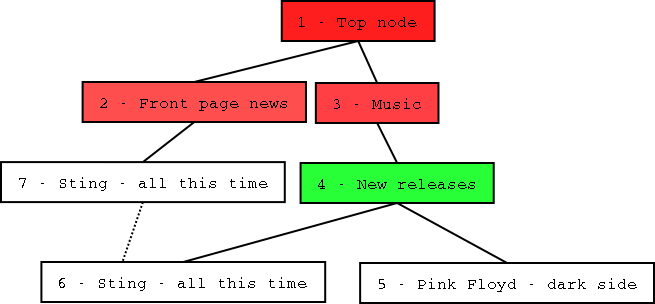 1 - Top node
2 - Front page news
3 - Music
7 - Sting - all this time
4 - New releases
6 - Sting - all this time
5 - Pink Floyd - dark side